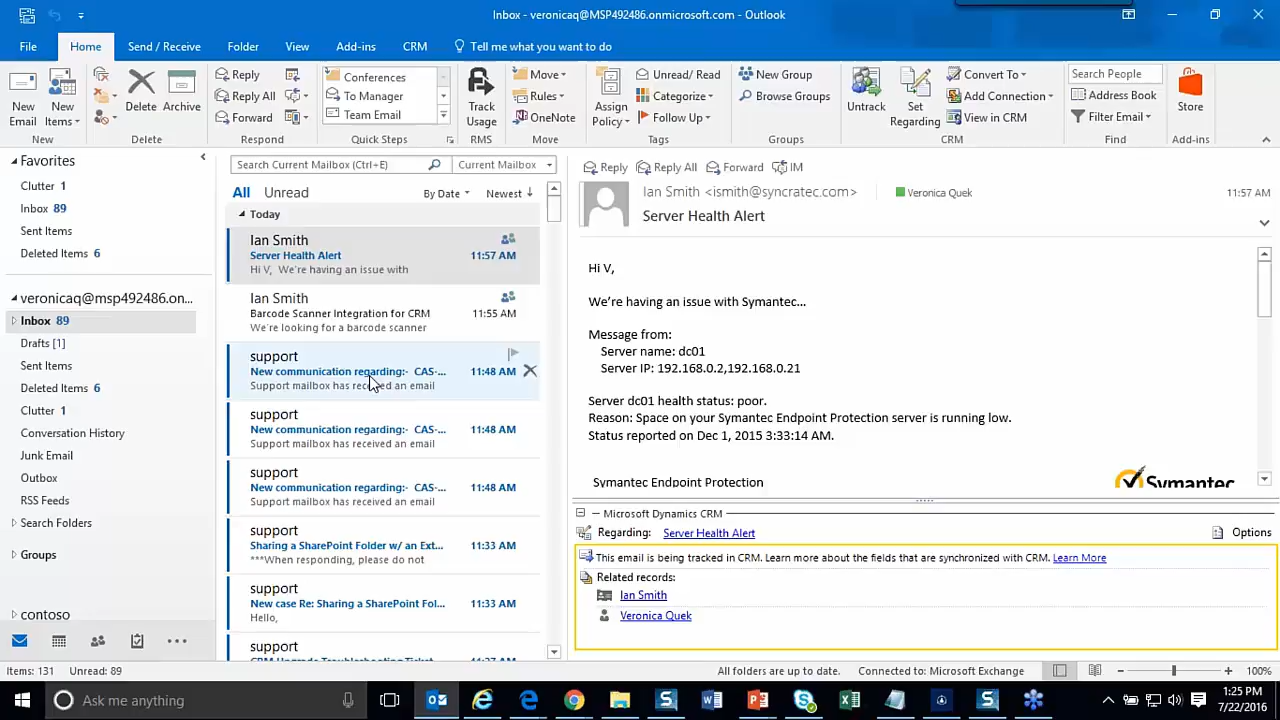 Inbox - veronicaq@MSP492486.onmicrosoft.com - Outlook
File Home Send / Receive Folder View Add-ins CRM Tell me what you want to do
New Email
New Items
New
Delete
Archive
Delete
Reply
Reply All
Forward
Respond
Conferences
To Manager
Team Email
Quick Steps
Track Usage
RMS
Move
Rules
OneNote
Move
Assign Policy
Unread/ Read
Categorize
Follow Up
Tags
New Group
Browse Groups
Groups
Untrack
Set Regarding
Convert To
Add Connection
View in CRM
CRM
Search People
Address Book
Filter Email
Find
Store
Add-ins
Favorites
Clutter 1
Inbox 89
Sent Items
Deleted Items 6
veronicaq@msp492486.on...
Inbox 89
Drafts [1]
Sent Items
Deleted Items 6
Clutter 1
Conversation History
Junk Email
Outbox
RSS Feeds
Search Folders
Groups
contoso
Search Current Mailbox (Ctrl+E) Current Mailbox
All Unread By Date Newest
Today
Ian Smith
Server Health Alert 11:57 AM
Hi V, We're having an issue with
Ian Smith
Barcode Scanner Integration for CRM 11:55 AM
We're looking for a barcode scanner
support
New communication regarding:- CAS-... 11:48 AM
Support mailbox has received an email
support
New communication regarding:- CAS-... 11:48 AM
Support mailbox has received an email
support
New communication regarding:- CAS-... 11:48 AM
Support mailbox has received an email
support
Sharing a SharePoint Folder w/ an Ext... 11:33 AM
***When responding, please do not
support
New case Re: Sharing a SharePoint Fol... 11:33 AM
Hello,
support
Reply Reply All Forward IM
Ian Smith <ismith@syncratec.com> Veronica Quek 11:57 AM
Server Health Alert
Hi V,
We're having an issue with Symantec...
Message from:
Server name: dc01
Server IP: 192.168.0.2,192.168.0.21
Server dc01 health status: poor.
Reason: Space on your Symantec Endpoint Protection server is running low.
Status reported on Dec 1, 2015 3:33:14 AM.
Symantec Endpoint Protection
Symantec
Microsoft Dynamics CRM
Regarding: Server Health Alert Options
This email is being tracked in CRM. Learn more about the fields that are synchronized with CRM. Learn More
Related records:
Ian Smith
Veronica Quek
Items: 131 Unread: 89 All folders are up to date. Connected to: Microsoft Exchange 100%
Ask me anything
1:25 PM
7/22/2016